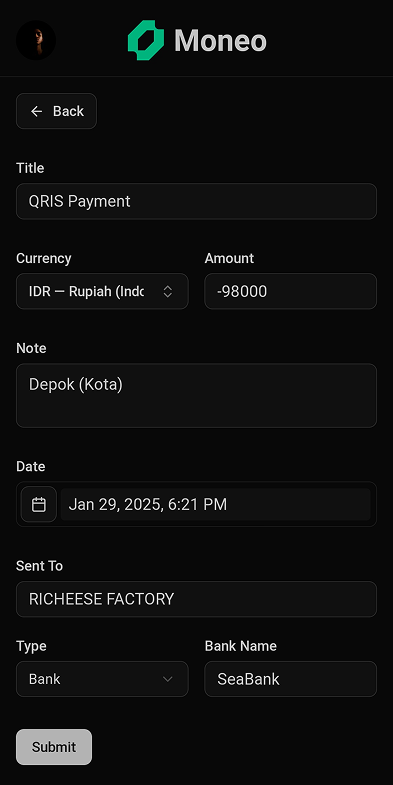 Moneo
Back
Title
QRIS Payment
Currency
Amount
IDR — Rupiah (Indo
-98000
Note
Depok (Kota)
Date
Jan 29, 2025, 6:21 PM
Sent To
RICHEESE FACTORY
Type
Bank Name
Bank
SeaBank
Submit